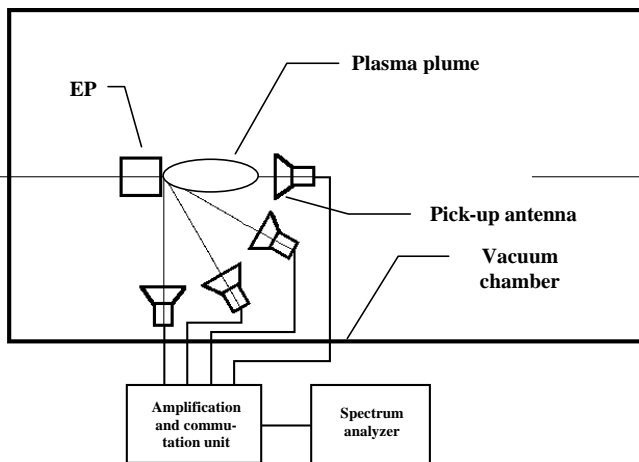 Plasma plume
EP
Pick-up antenna
Vacuum
chamber
Amplification
and commu-
tation unit
Spectrum
analyzer